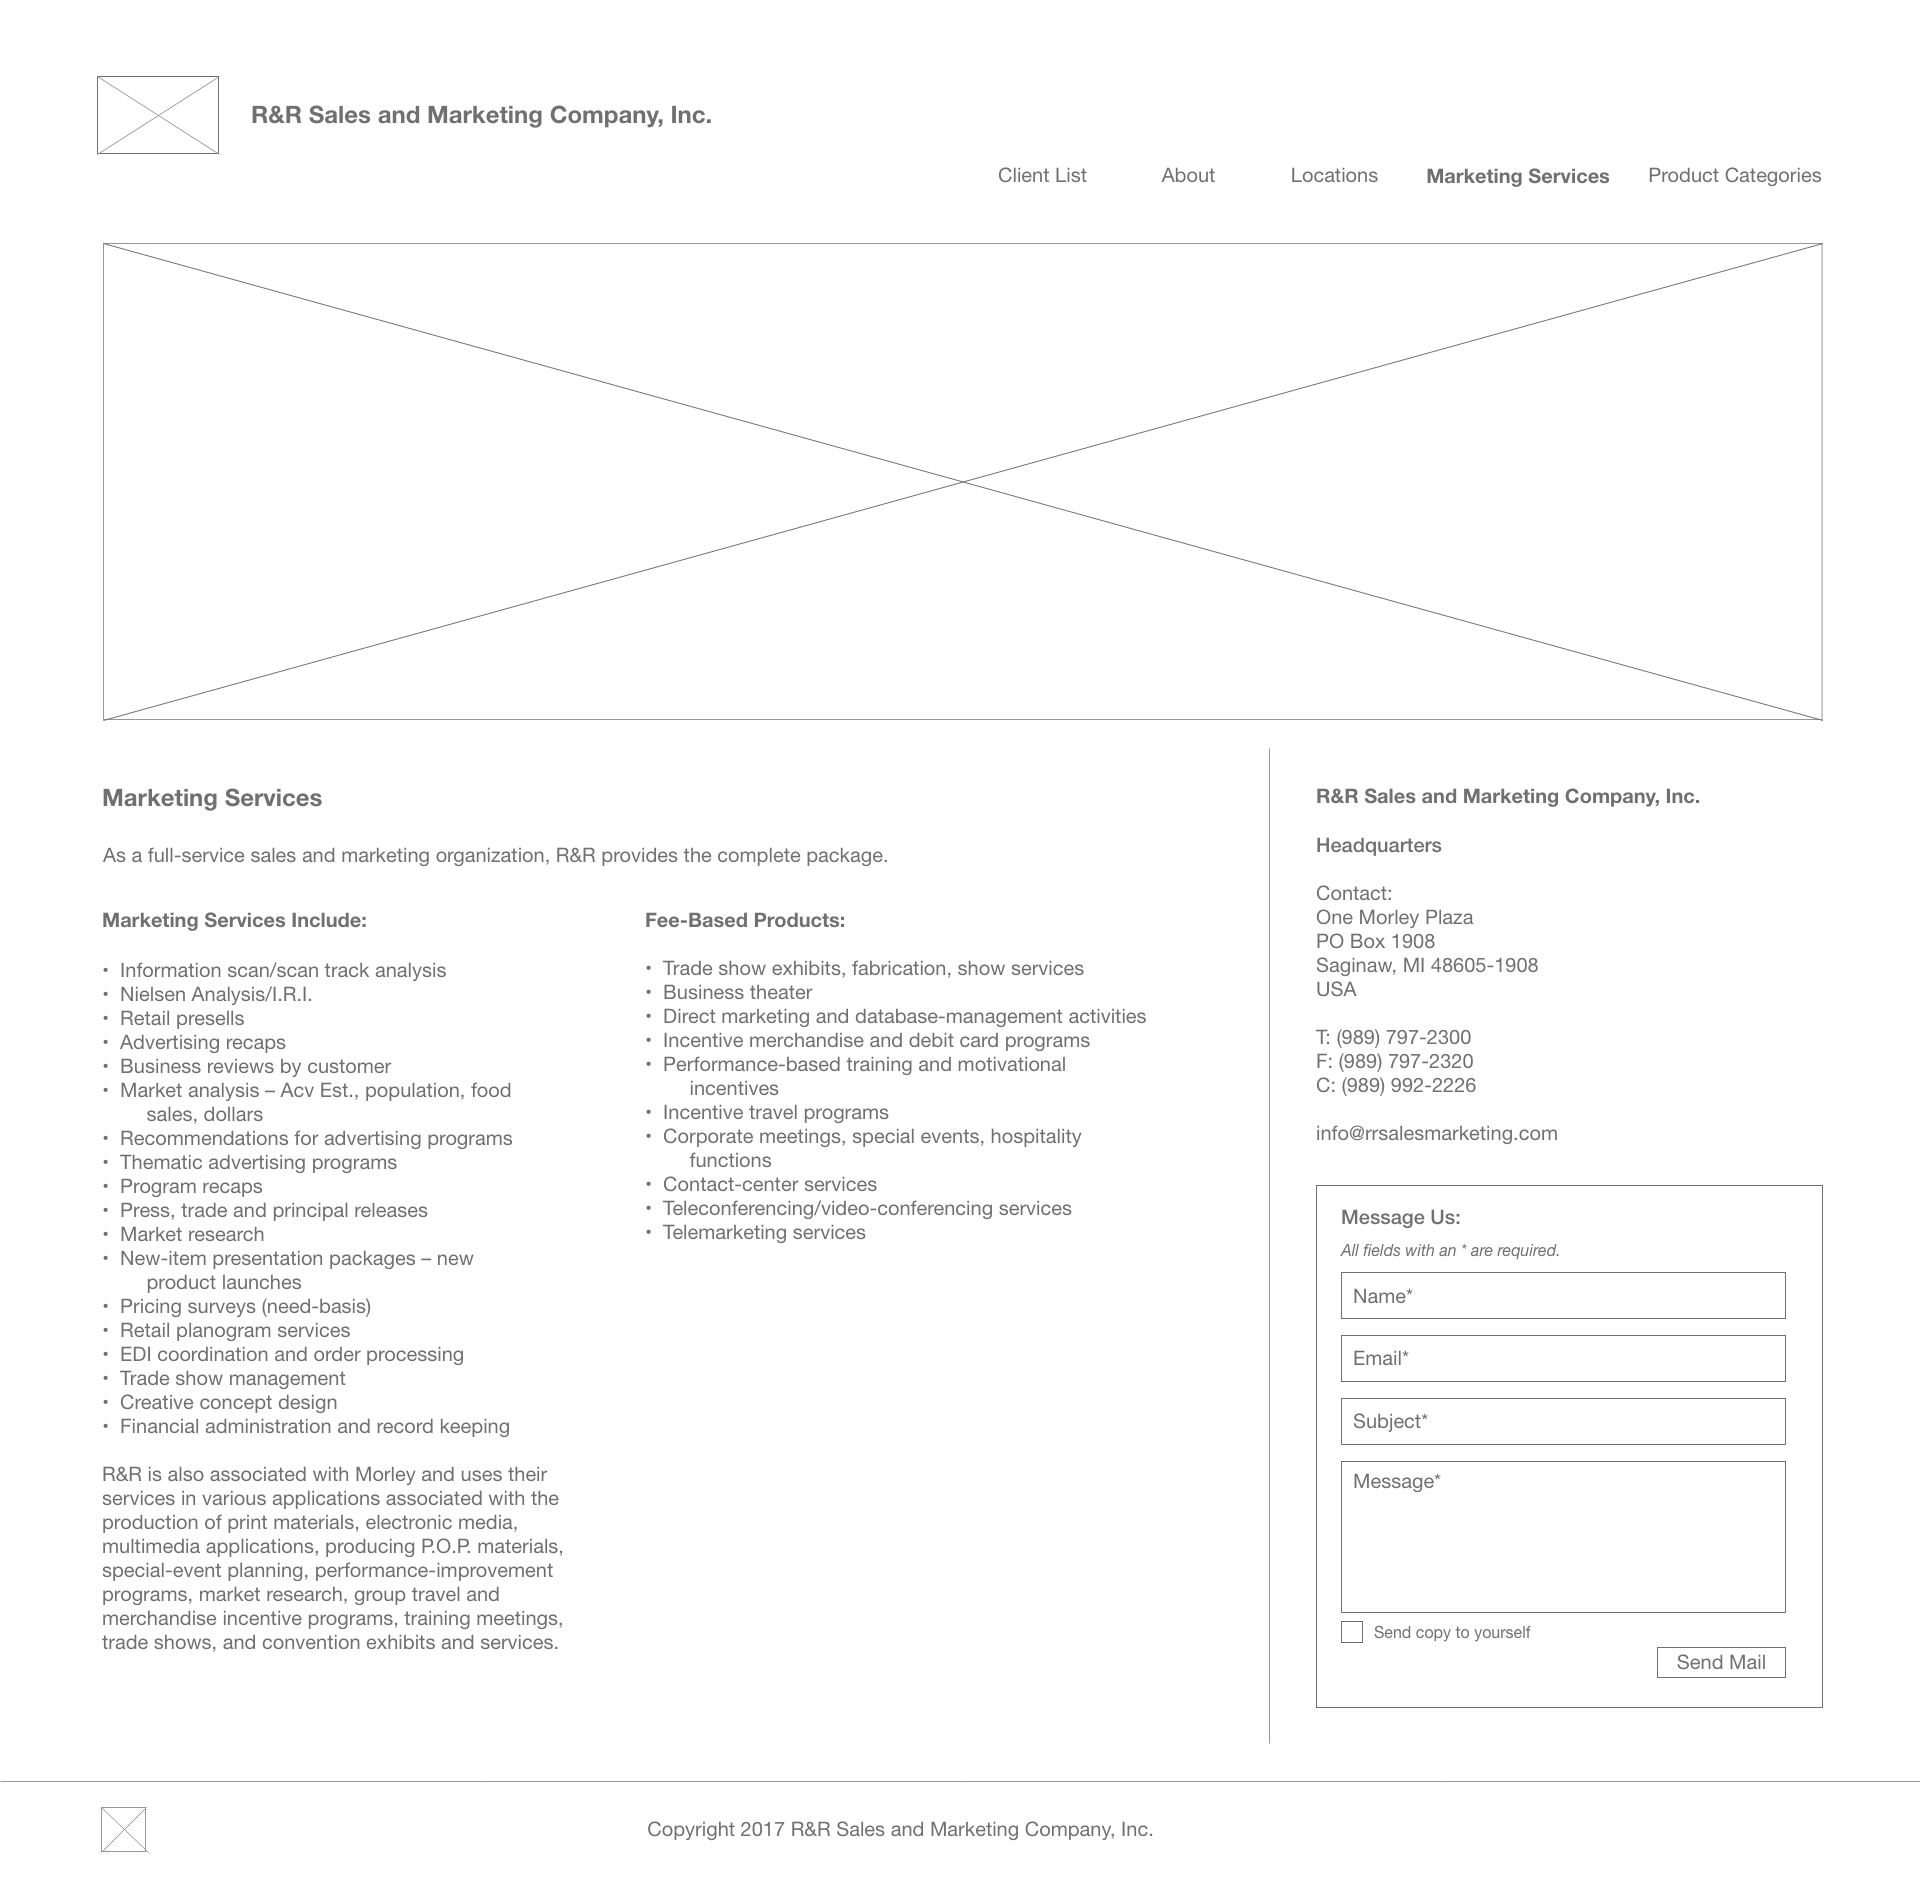 R&R Sales and Marketing Company, Inc.
Client List
About
Locations
Marketing Services
Product Categories
Marketing Services
As a full-service sales and marketing organization, R&R provides the complete package.
Marketing Services Include:
• Information scan/scan track analysis
• Nielsen Analysis/I.R.I.
• Retail presells
• Advertising recaps
• Business reviews by customer
• Market analysis – Acv Est., population, food
sales, dollars
• Recommendations for advertising programs
• Thematic advertising programs
• Program recaps
• Press, trade and principal releases
• Market research
• New-item presentation packages – new
product launches
• Pricing surveys (need-basis)
• Retail planogram services
• EDI coordination and order processing
• Trade show management
• Creative concept design
• Financial administration and record keeping
R&R is also associated with Morley and uses their
services in various applications associated with the
production of print materials, electronic media,
multimedia applications, producing P.O.P. materials,
special-event planning, performance-improvement
programs, market research, group travel and
merchandise incentive programs, training meetings,
trade shows, and convention exhibits and services.
Fee-Based Products:
• Trade show exhibits, fabrication, show services
• Business theater
• Direct marketing and database-management activities
• Incentive merchandise and debit card programs
• Performance-based training and motivational
incentives
• Incentive travel programs
• Corporate meetings, special events, hospitality
functions
• Contact-center services
• Teleconferencing/video-conferencing services
• Telemarketing services
R&R Sales and Marketing Company, Inc.
Headquarters
Contact:
One Morley Plaza
PO Box 1908
Saginaw, MI 48605-1908
USA
T: (989) 797-2300
F: (989) 797-2320
C: (989) 992-2226
info@rrsalesmarketing.com
Message Us:
All fields with an * are required.
Name*
Email*
Subject*
Message*
Send copy to yourself
Send Mail
Copyright 2017 R&R Sales and Marketing Company, Inc.